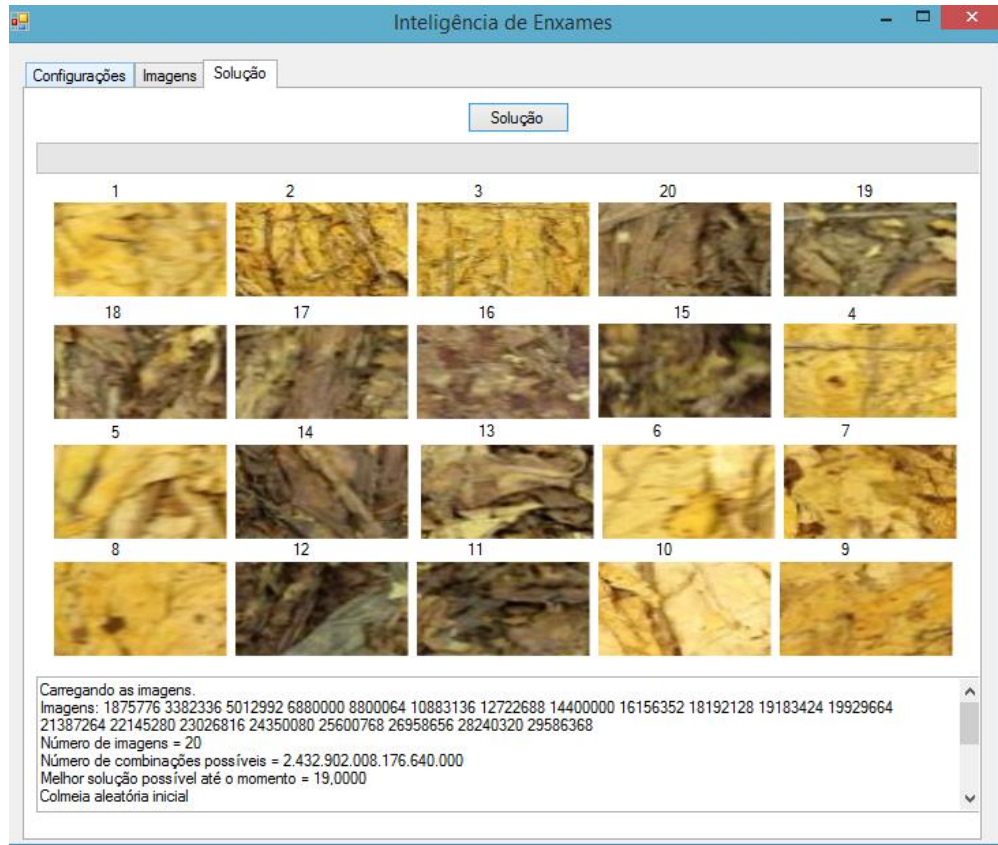 Inteligência de Enxames
Configurações Imagens Solução
Solução
1 2 3 20 19
18 17 16 15 4
5 14 13 6 7
8 12 11 10 9
Carregando as imagens.
Imagens: 1875776 3382336 5012992 6880000 8800064 10883136 12722688 14400000 16156352 18192128 19183424 19929664
21387264 22145280 23026816 24350080 25600768 26958656 28240320 29586368
Número de imagens = 20
Número de combinações possíveis = 2.432.902.008.176.640.000
Melhor solução possível até o momento = 19,0000
Colmeia aleatória inicial